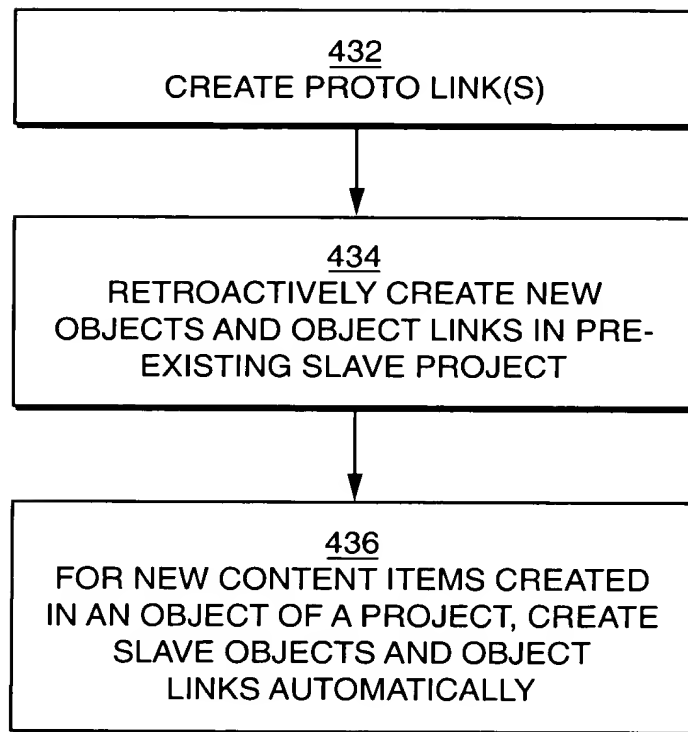 432
CREATE PROTO LINK(S)
434
RETROACTIVELY CREATE NEW
OBJECTS AND OBJECT LINKS IN PRE-
EXISTING SLAVE PROJECT
436
FOR NEW CONTENT ITEMS CREATED
IN AN OBJECT OF A PROJECT, CREATE
SLAVE OBJECTS AND OBJECT
LINKS AUTOMATICALLY